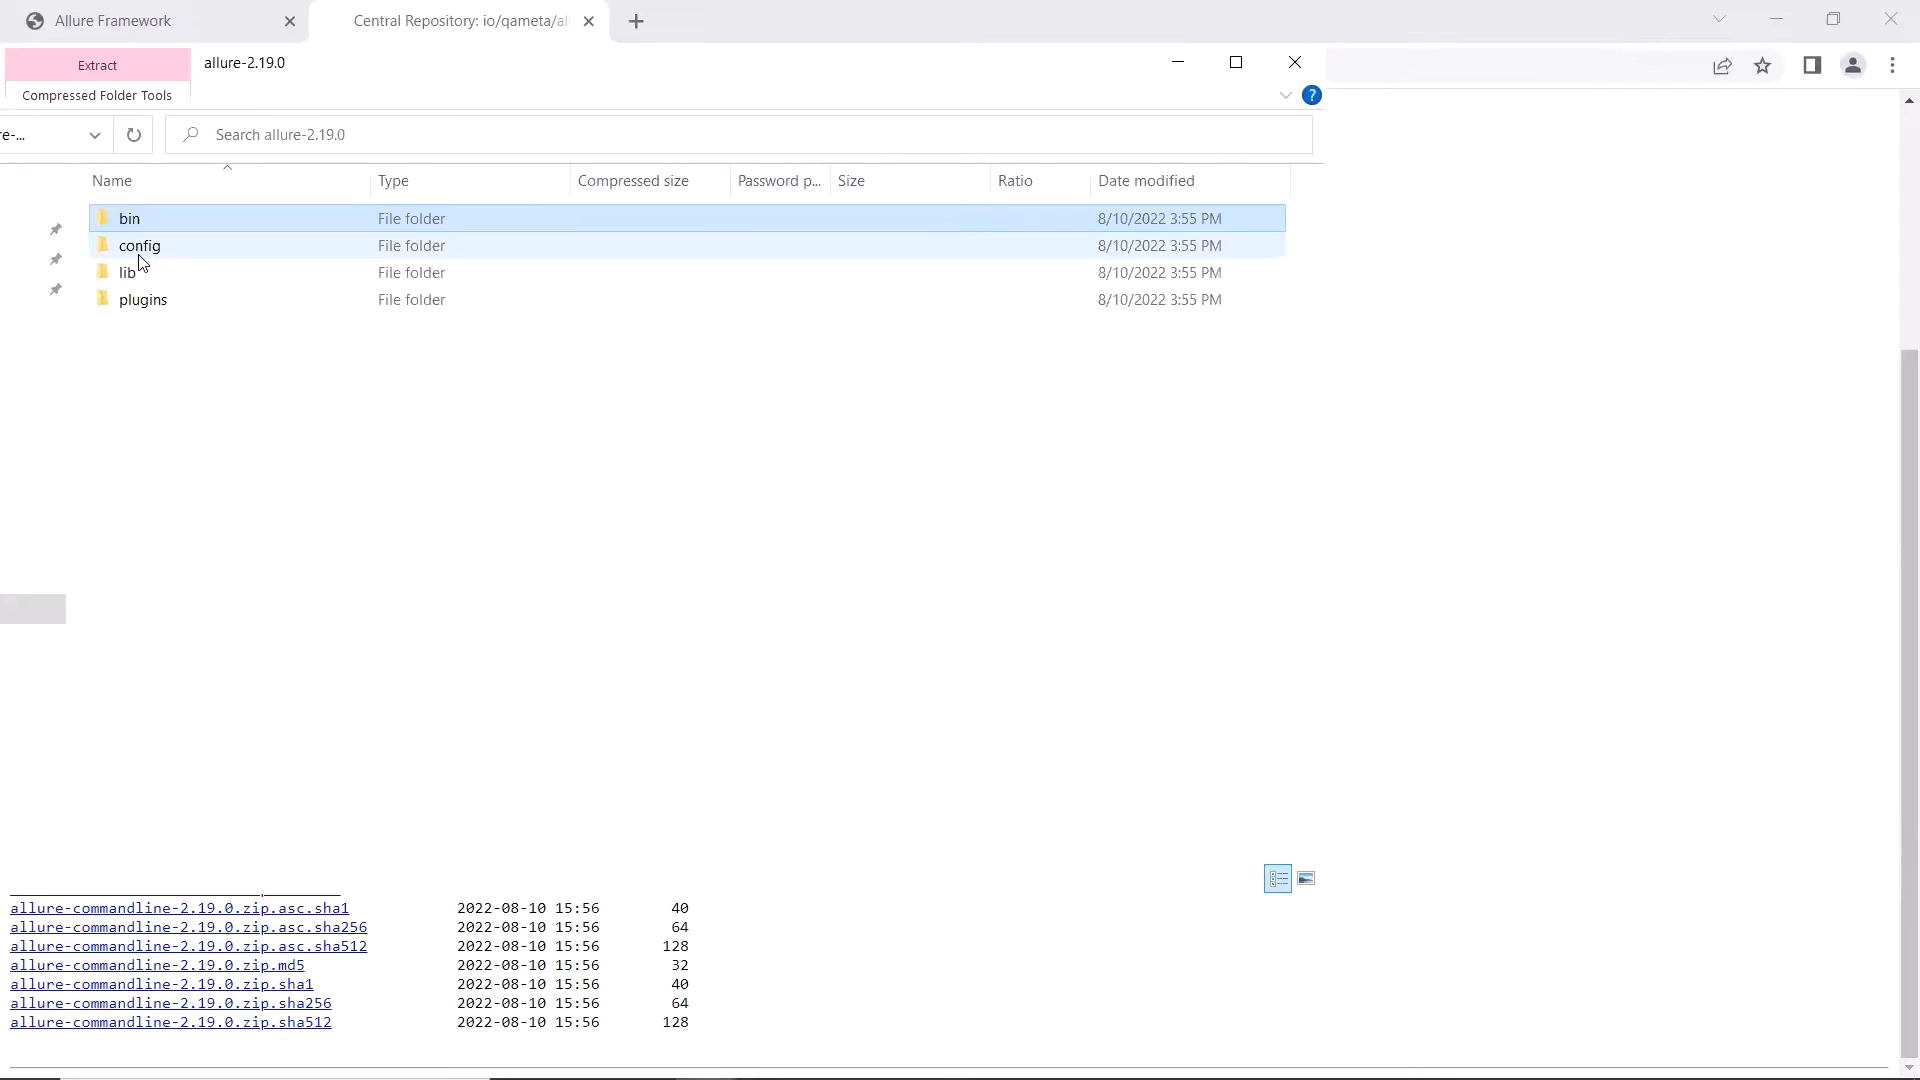 Allure Framework
Central Repository: io/qameta/al
Extract
allure-2.19.0
Compressed Folder Tools
?
re-...
Search allure-2.19.0
Name Type Compressed size Password p... Size Ratio Date modified
bin File folder 8/10/2022 3:55 PM
config File folder 8/10/2022 3:55 PM
lib File folder 8/10/2022 3:55 PM
plugins File folder 8/10/2022 3:55 PM
allure-commandline-2.19.0.zip.asc.sha1 2022-08-10 15:56 40
allure-commandline-2.19.0.zip.asc.sha256 2022-08-10 15:56 64
allure-commandline-2.19.0.zip.asc.sha512 2022-08-10 15:56 128
allure-commandline-2.19.0.zip.md5 2022-08-10 15:56 32
allure-commandline-2.19.0.zip.sha1 2022-08-10 15:56 40
allure-commandline-2.19.0.zip.sha256 2022-08-10 15:56 64
allure-commandline-2.19.0.zip.sha512 2022-08-10 15:56 128